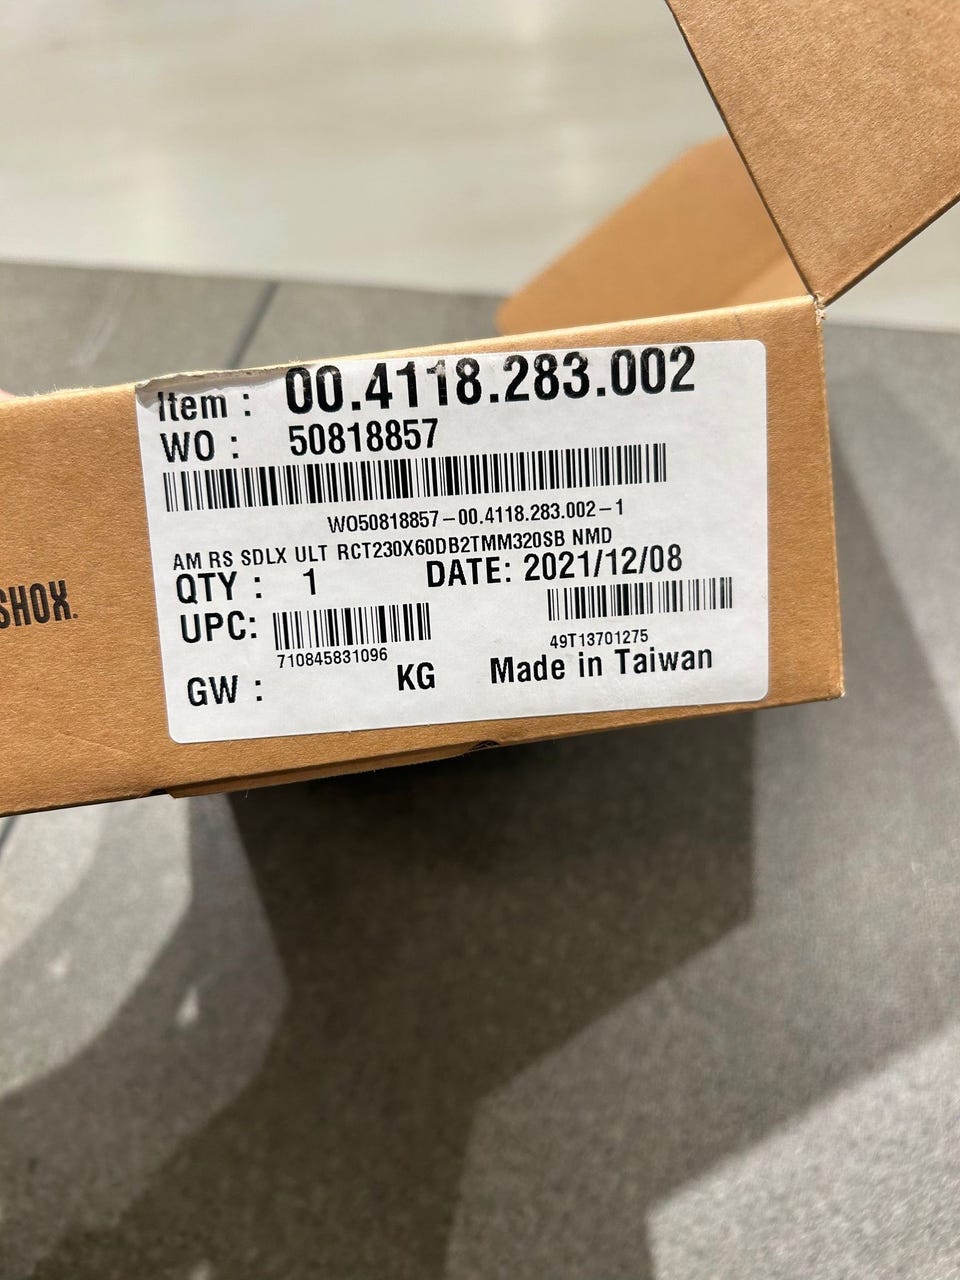 SHOX.
Item : 00.4118.283.002
WO : 50818857
WO50818857-00.4118.283.002-1
AM RS SDLX ULT RCT230X60DB2TMM320SB NMD
QTY : 1 DATE: 2021/12/08
UPC:
710845831096 49T13701275
GW : KG Made in Taiwan